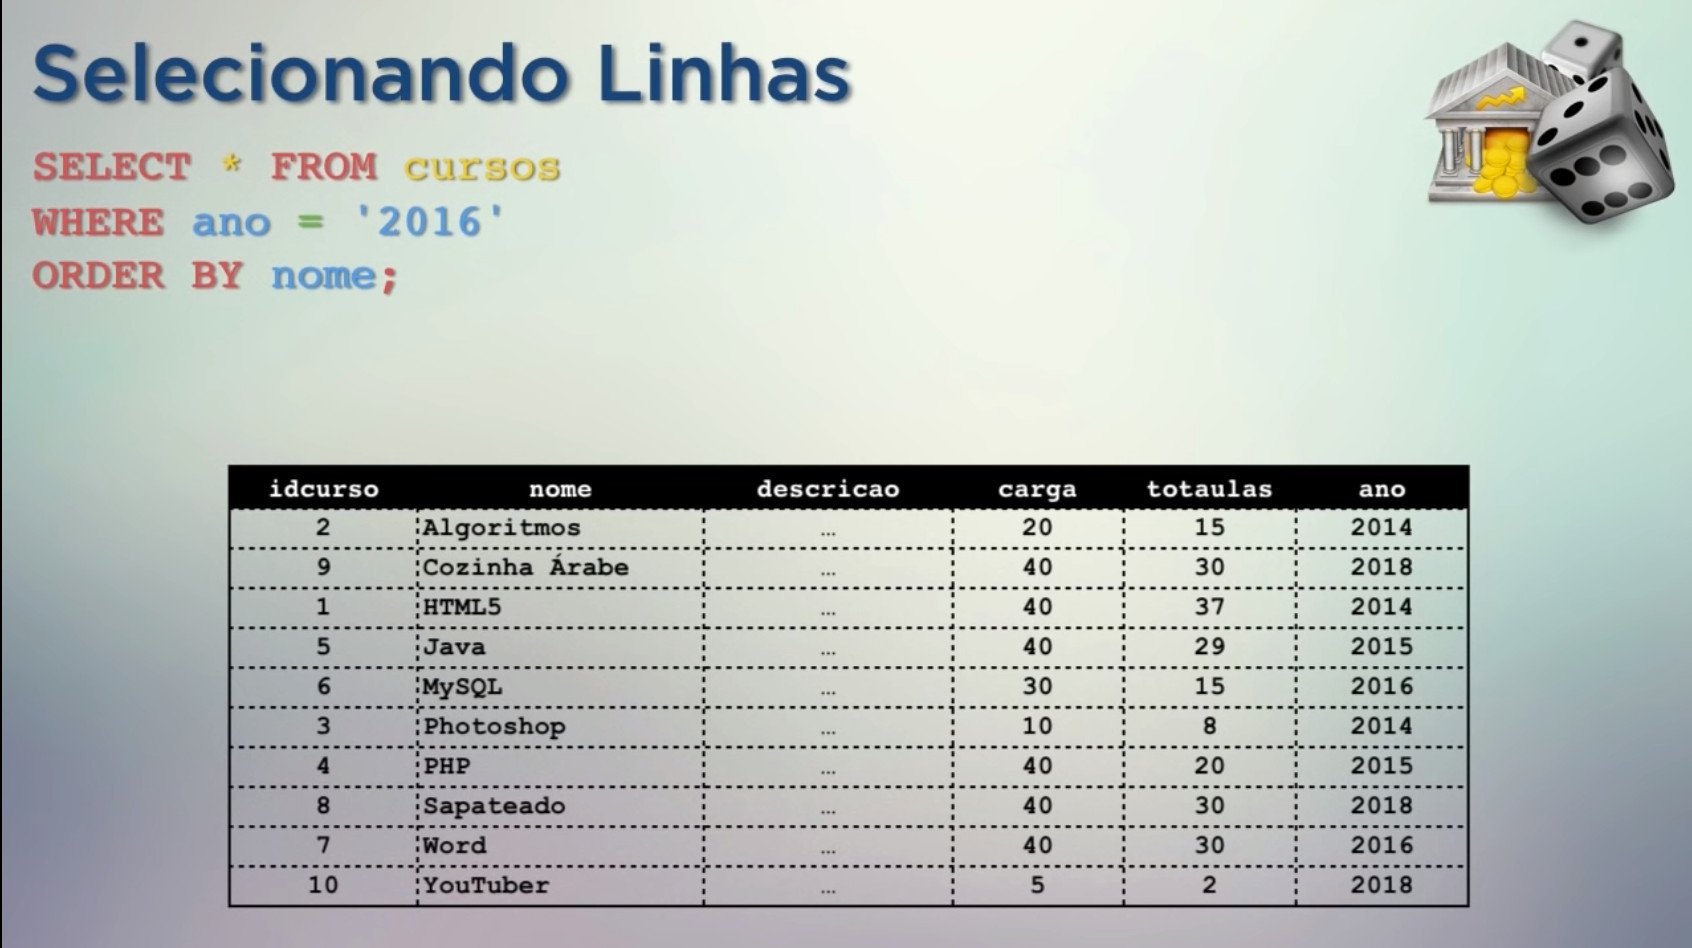 Selecionando Linhas
SELECT * FROM cursos
WHERE ano = '2016'
ORDER BY nome;
idcurso nome descricao carga totaulas ano
2 Algoritmos ... 20 15 2014
9 Cozinha Árabe ... 40 30 2018
1 HTML5 ... 40 37 2014
5 Java ... 40 29 2015
6 MySQL ... 30 15 2016
3 Photoshop ... 10 8 2014
4 PHP ... 40 20 2015
8 Sapateado ... 40 30 2018
7 Word ... 40 30 2016
10 YouTuber ... 5 2 2018